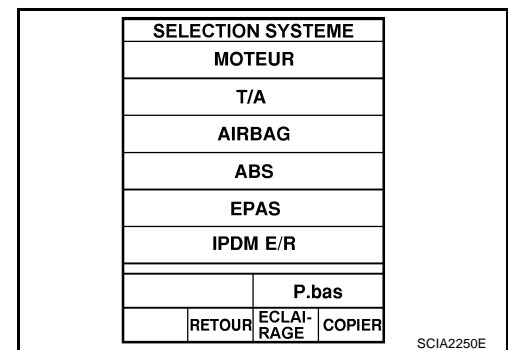 SELECTION SYSTEME
MOTEUR
T/A
AIRBAG
ABS
EPAS
IPDM E/R
P.bas
RETOUR ECLAI-RAGE COPIER
SCIA2250E